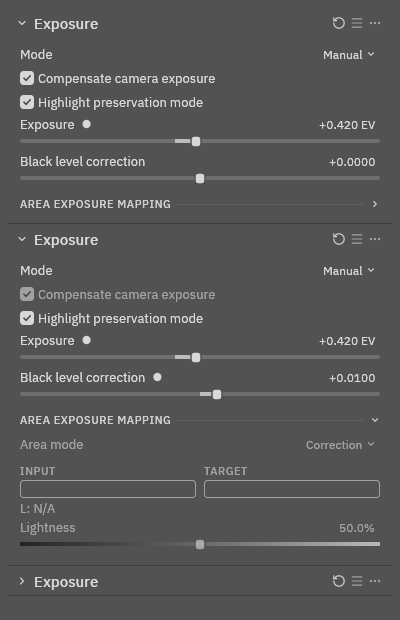 Exposure
Mode Manual
Compensate camera exposure
Highlight preservation mode
Exposure +0.420 EV
Black level correction +0.0000
AREA EXPOSURE MAPPING
Exposure
Mode Manual
Compensate camera exposure
Highlight preservation mode
Exposure +0.420 EV
Black level correction +0.0100
AREA EXPOSURE MAPPING
Area mode Correction
INPUT TARGET
L: N/A
Lightness 50.0%
Exposure